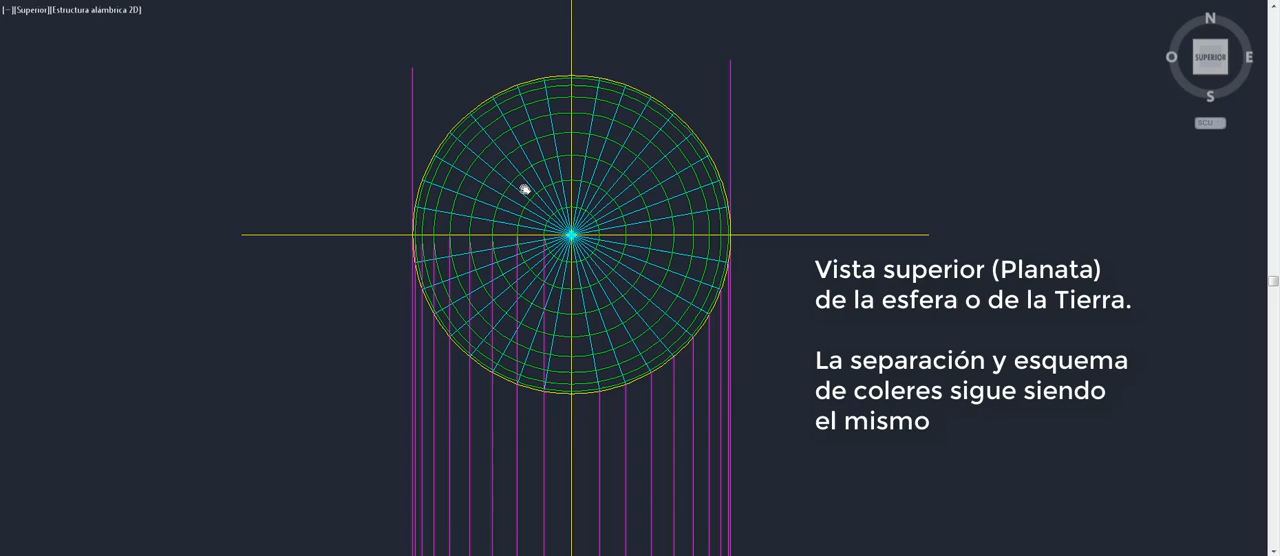 [−][Superior][Estructura alámbrica 2D]
N
O
SUPERIOR
E
S
SCU
Vista superior (Planata)
de la esfera o de la Tierra.
La separación y esquema
de coleres sigue siendo
el mismo